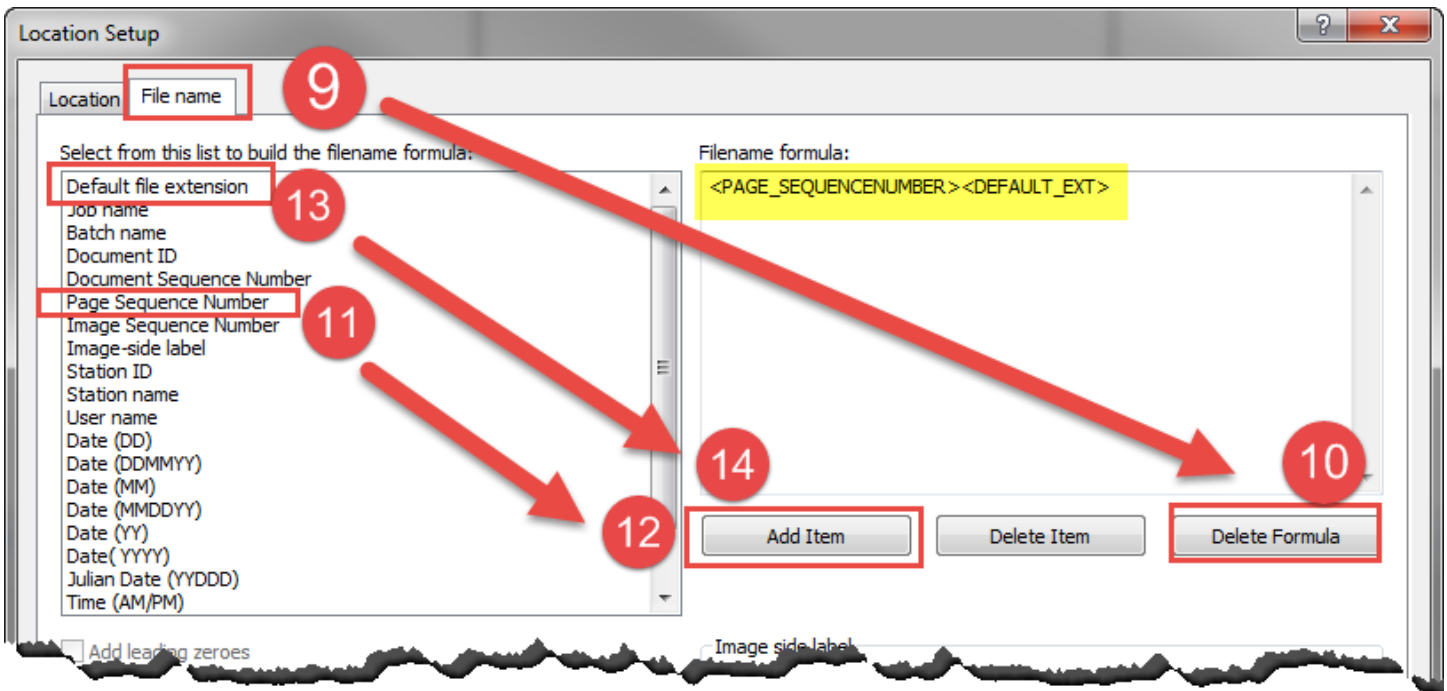 Location Setup
?
X
Location
File name
9
Select from this list to build the filename formula:
Filename formula:
Default file extension
13
<PAGE_SEQUENCENUMBER><DEFAULT_EXT>
Job name
Batch name
Document ID
Document Sequence Number
Page Sequence Number
11
Image Sequence Number
Image-side label
Station ID
Station name
User name
Date (DD)
Date (DDMMYY)
Date (MM)
Date (MMDDYY)
Date (YY)
Date( YYYY)
Julian Date (YYDDD)
Time (AM/PM)
14
10
12
Add Item
Delete Item
Delete Formula
Add leading zeroes
Image side label